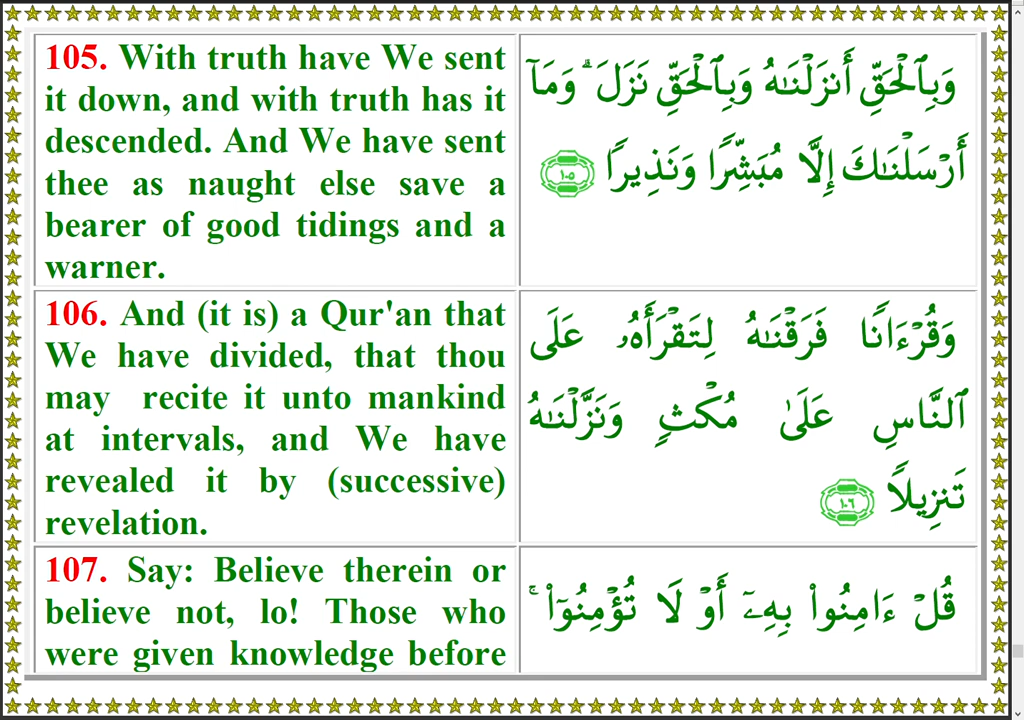 105. With truth have We sent
it down, and with truth has it
descended. And We have sent
thee as naught else save a
bearer of good tidings and a
warner.
وَبِٱلْحَقِّ أَنزَلْنَـٰهُ وَبِٱلْحَقِّ نَزَلَ ۗ وَمَآ
أَرْسَلْنَـٰكَ إِلَّا مُبَشِّرًا وَنَذِيرًا ١٠٥
106. And (it is) a Qur'an that
We have divided, that thou
may recite it unto mankind
at intervals, and We have
revealed it by (successive)
revelation.
وَقُرْءَانًا فَرَقْنَـٰهُ لِتَقْرَأَهُۥ عَلَى
ٱلنَّاسِ عَلَىٰ مُكْثٍ وَنَزَّلْنَـٰهُ
تَنزِيلًا ١٠٦
107. Say: Believe therein or
believe not, lo! Those who
were given knowledge before
قُلْ ءَامِنُوا۟ بِهِۦٓ أَوْ لَا تُؤْمِنُوٓا۟ ۚ